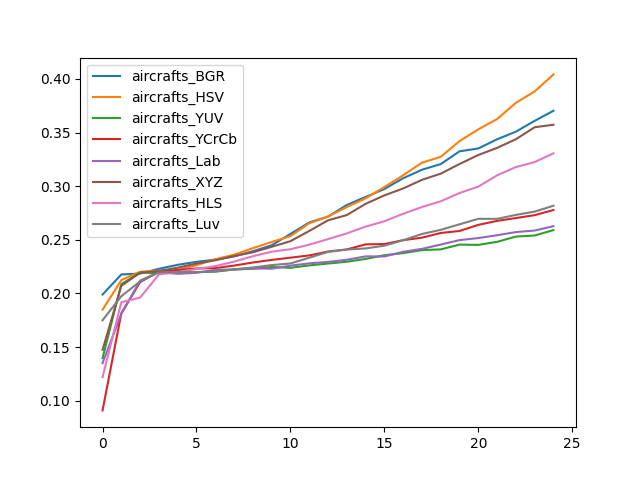 0.40
0.35
0.30
0.25
0.20
0.15
0.10
0
5
10
15
20
25
aircrafts_BGR
aircrafts_HSV
aircrafts_YUV
aircrafts_YCrCb
aircrafts_Lab
aircrafts_XYZ
aircrafts_HLS
aircrafts_Luv